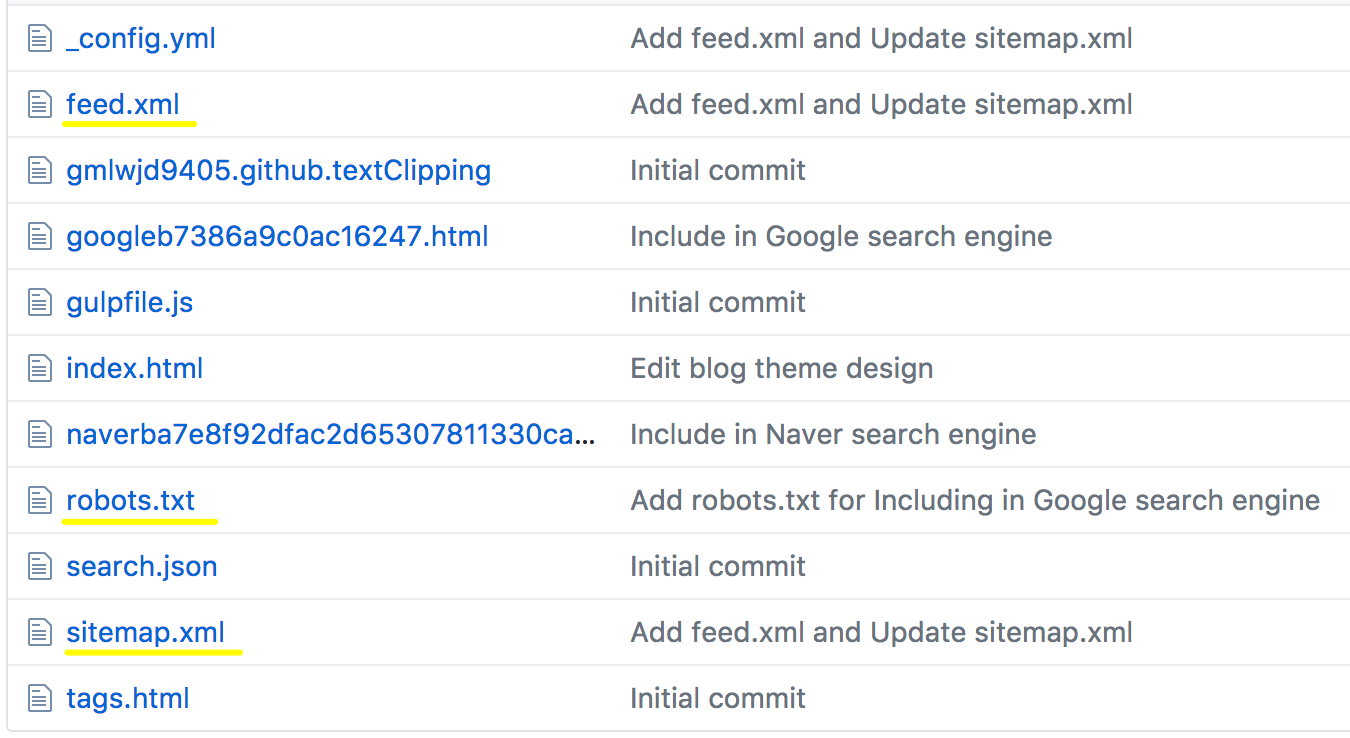 _config.yml Add feed.xml and Update sitemap.xml
feed.xml Add feed.xml and Update sitemap.xml
gmlwjd9405.github.textClipping Initial commit
googleb7386a9c0ac16247.html Include in Google search engine
gulpfile.js Initial commit
index.html Edit blog theme design
naverba7e8f92dfac2d65307811330ca... Include in Naver search engine
robots.txt Add robots.txt for Including in Google search engine
search.json Initial commit
sitemap.xml Add feed.xml and Update sitemap.xml
tags.html Initial commit